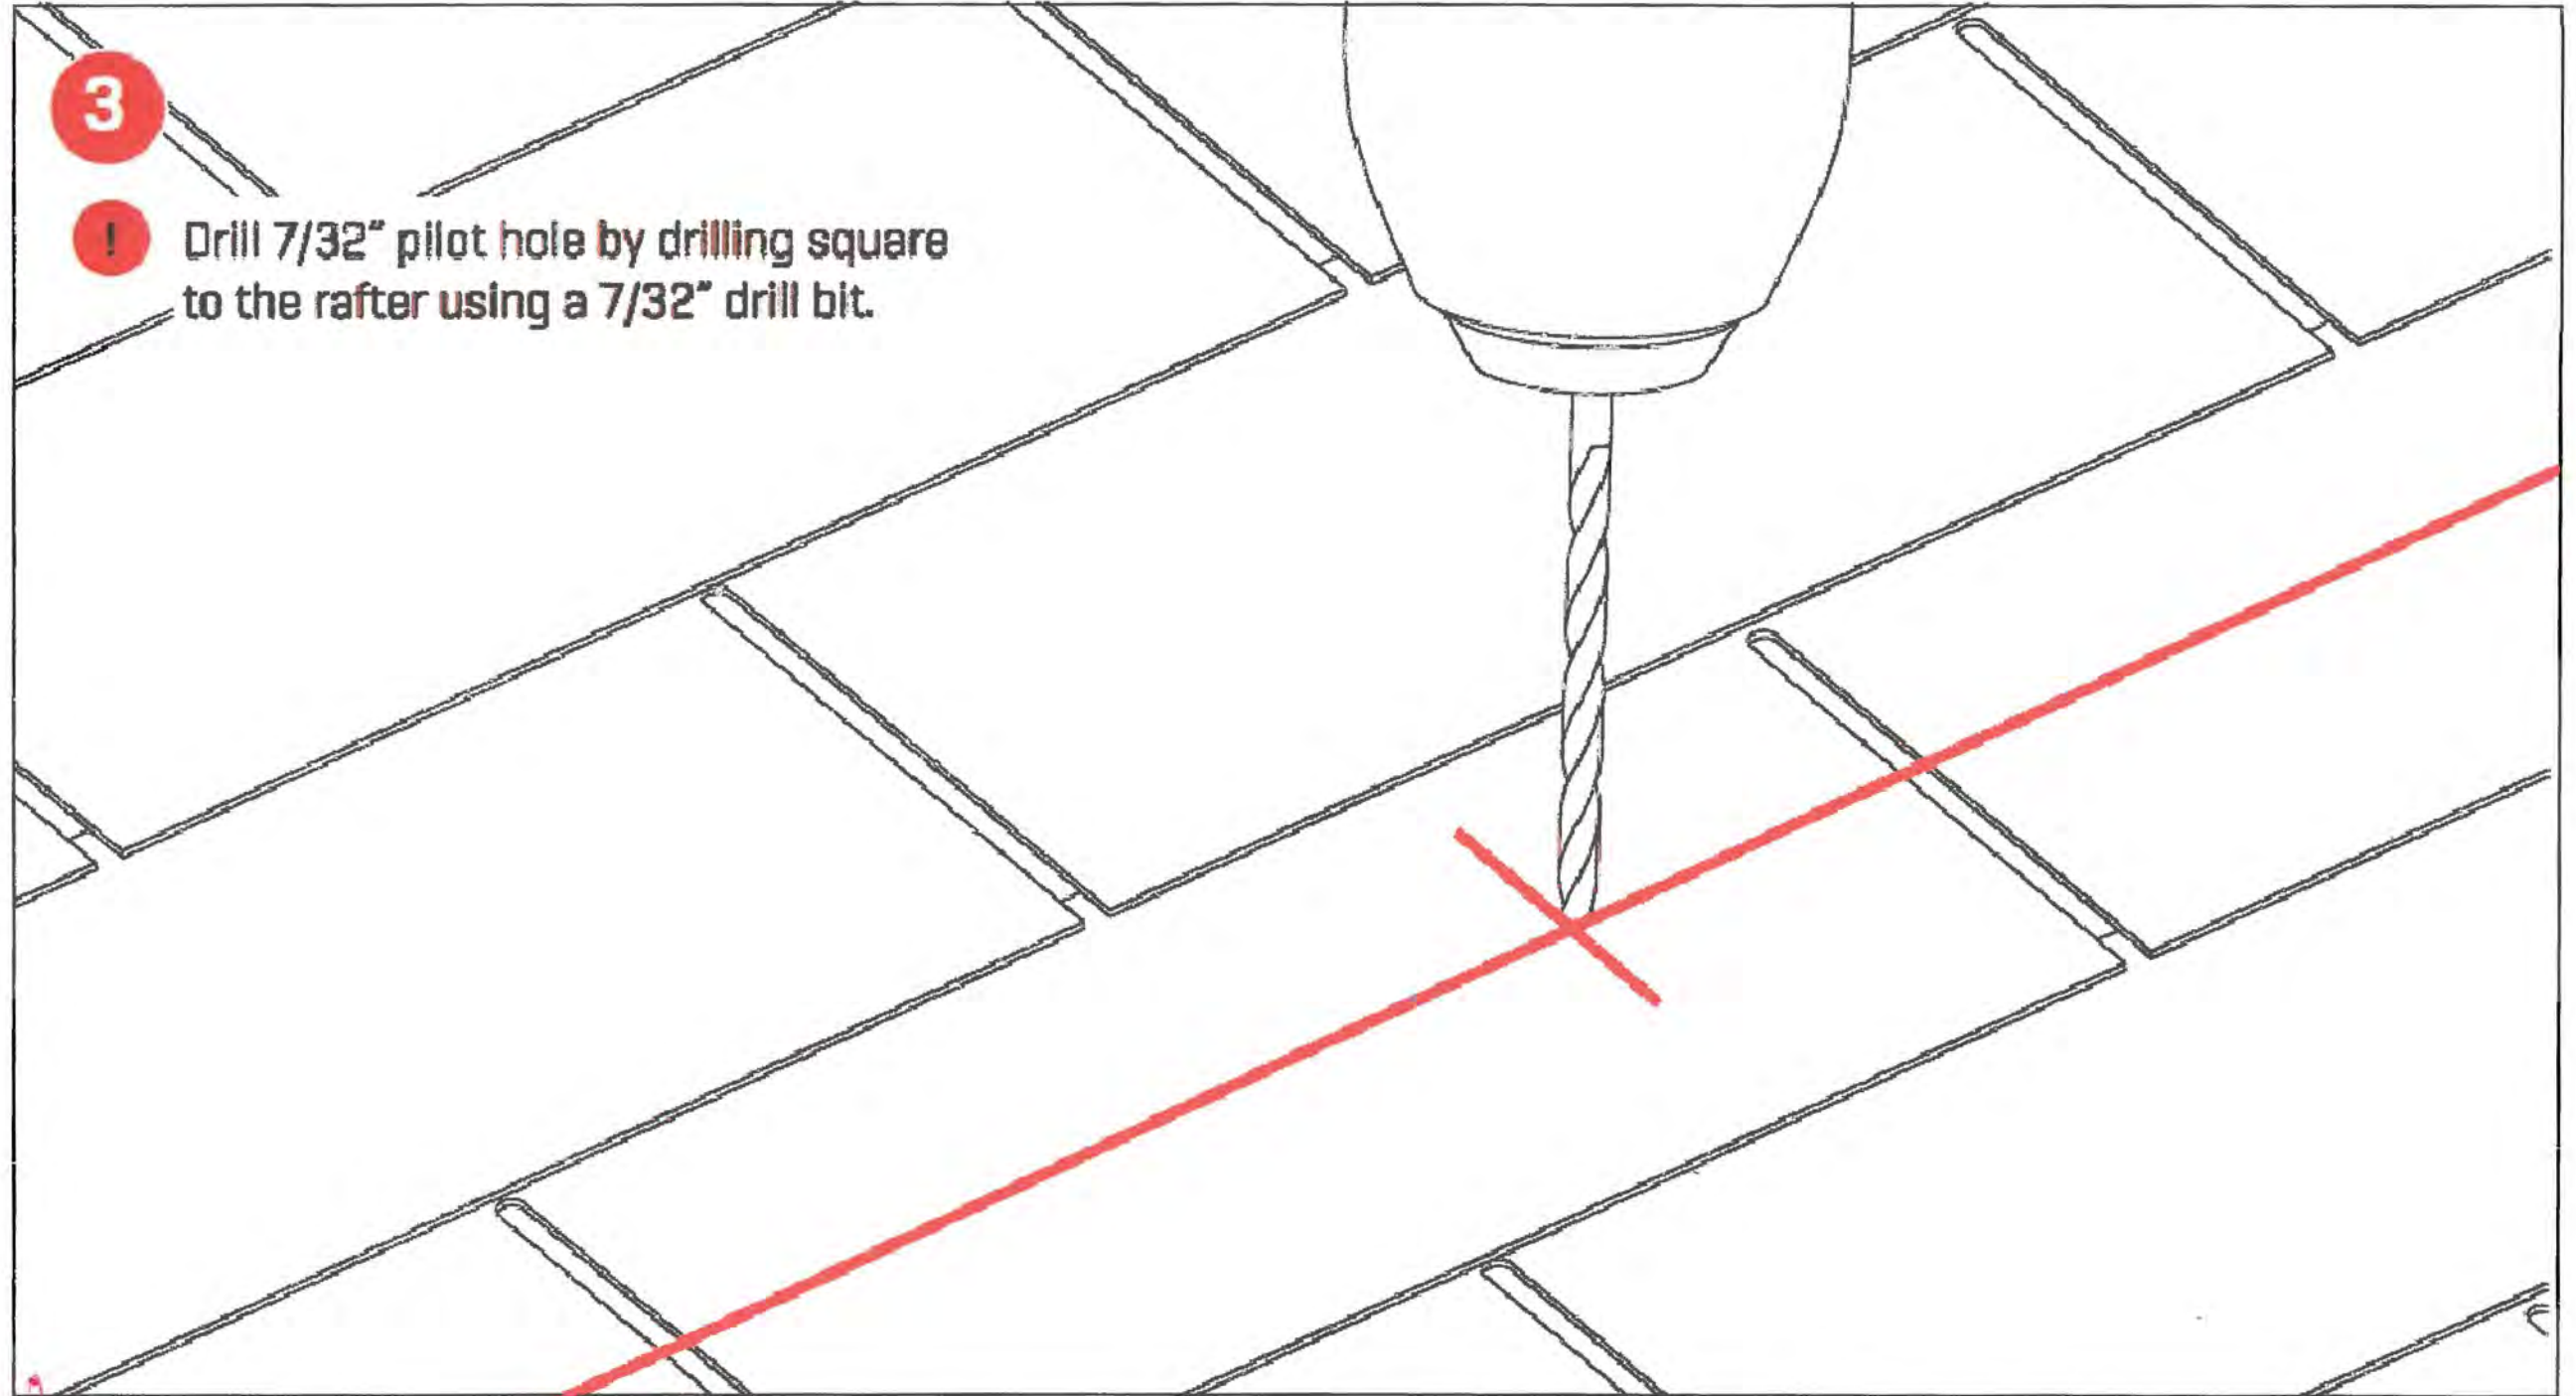 3
! Drill 7/32" pilot hole by drilling square
to the rafter using a 7/32" drill bit.